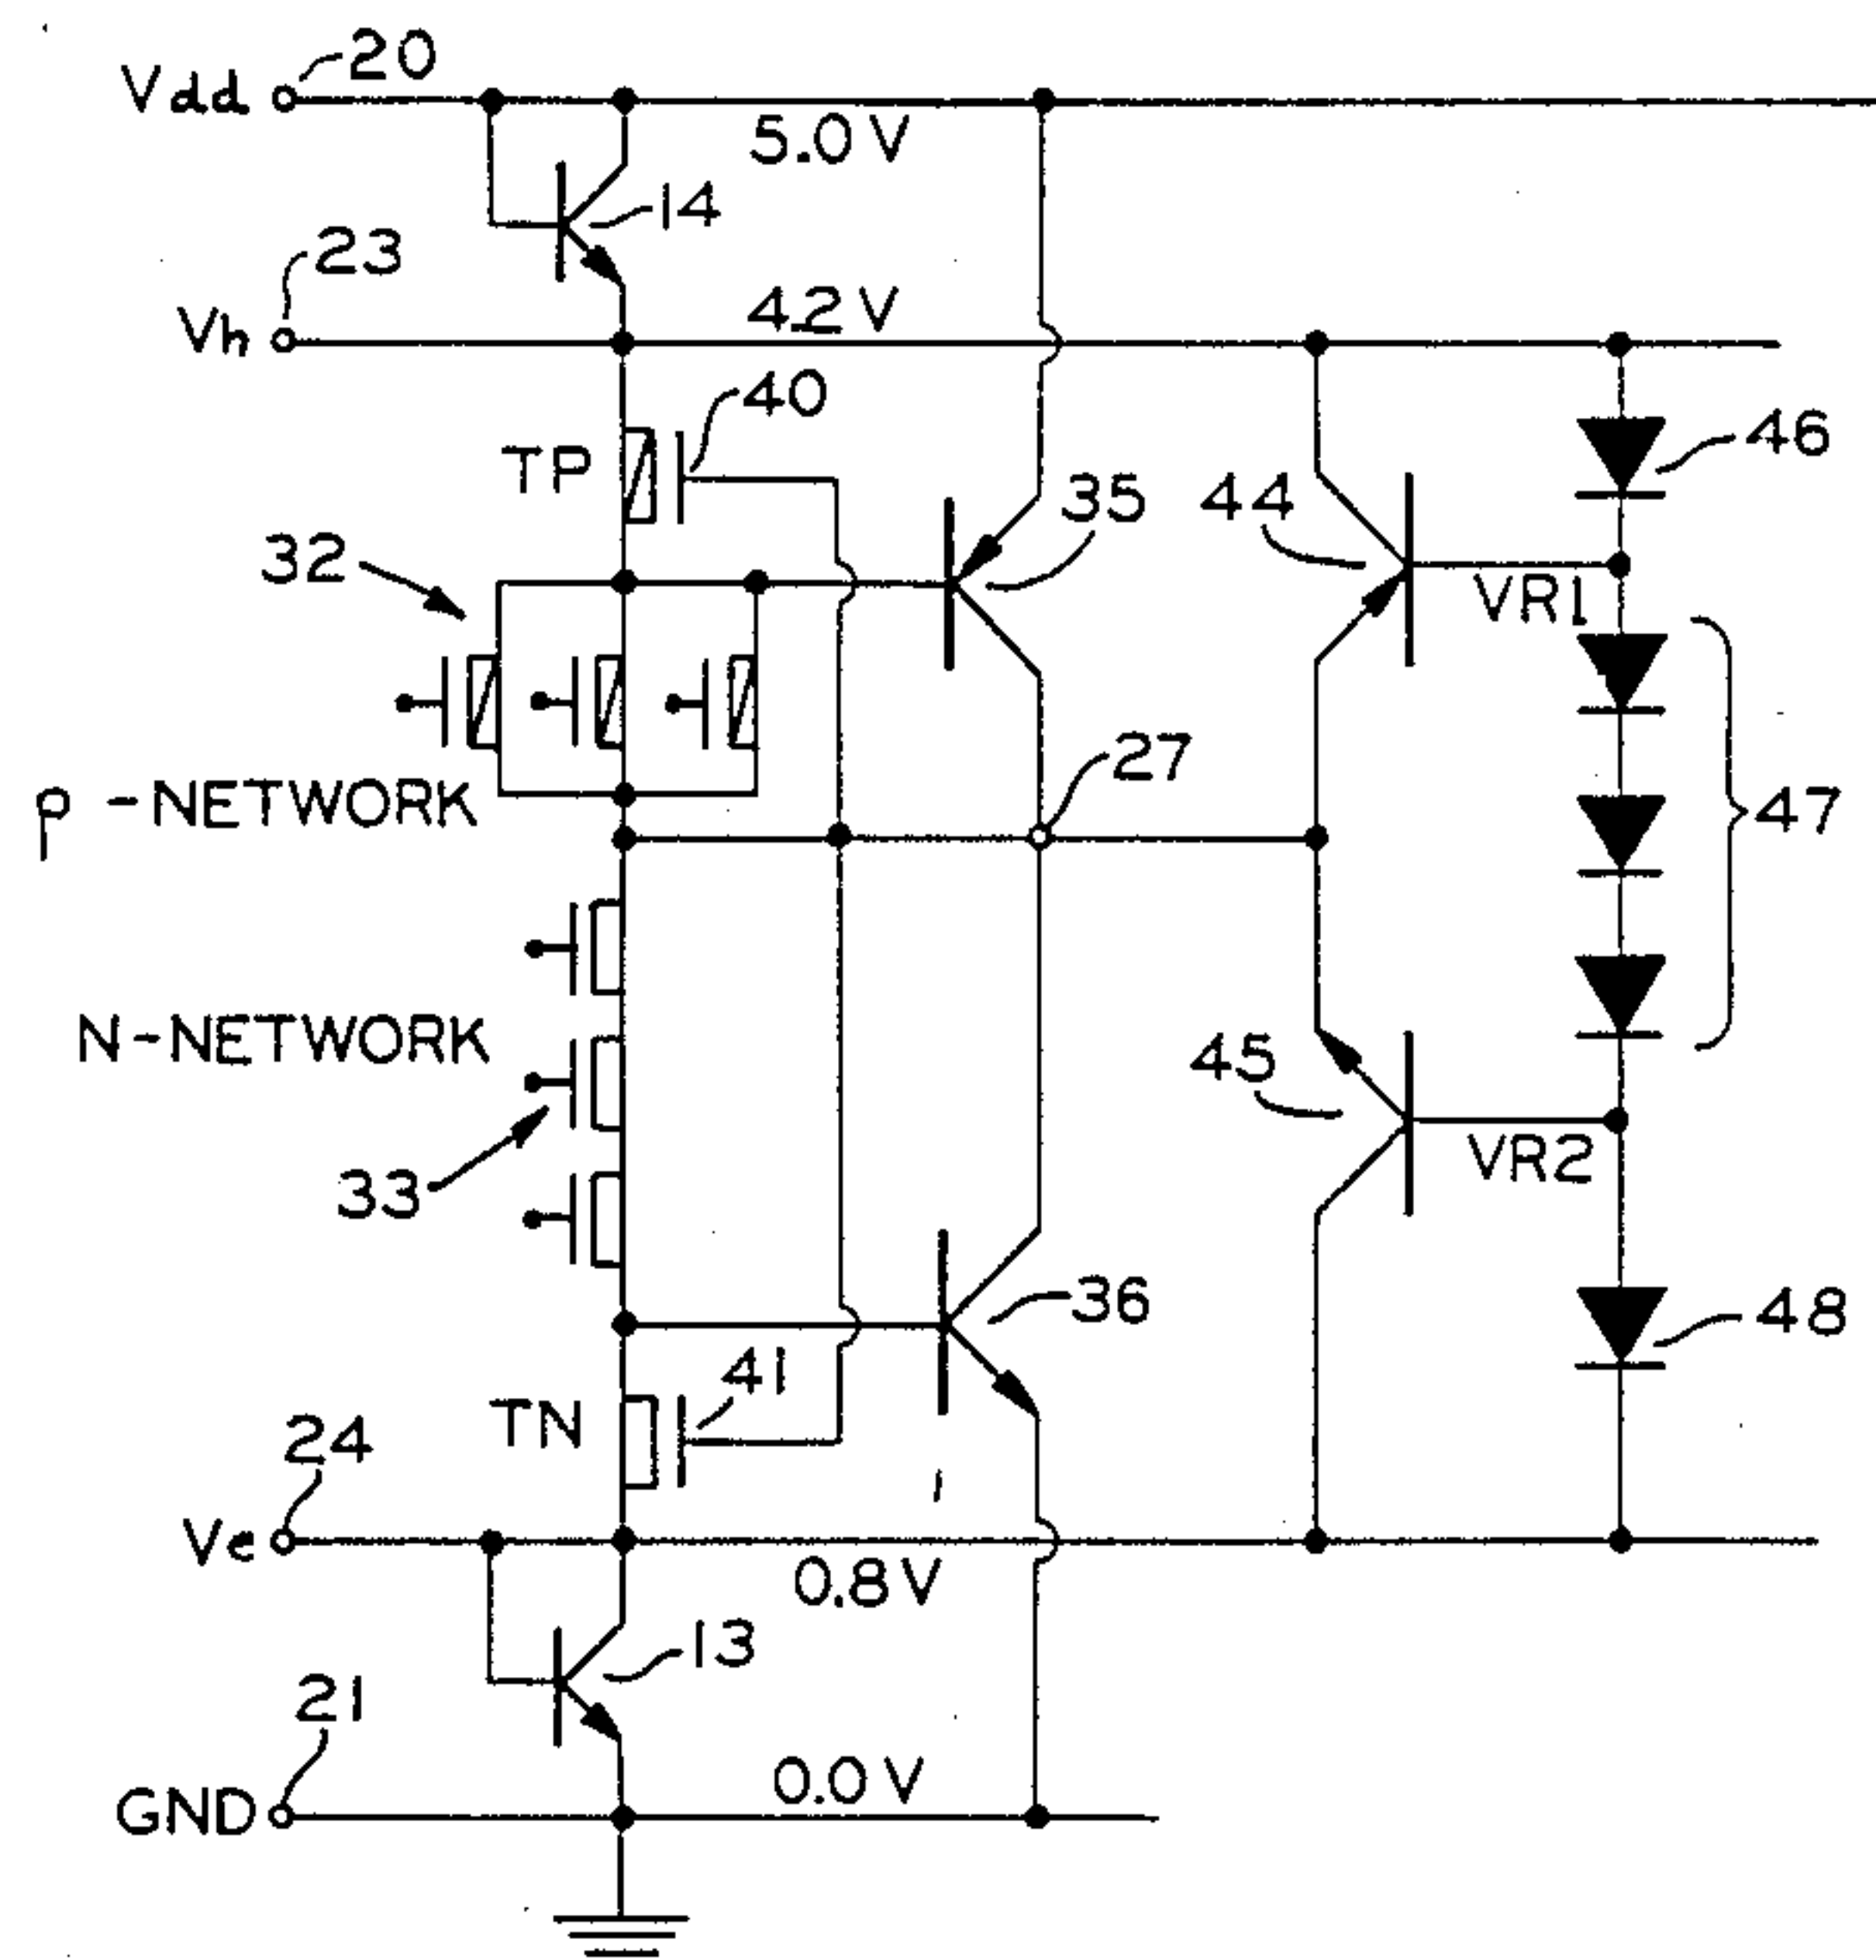 20
Vdd
5.0V
14
23
Vh
4.2V
40
46
TP
35
44
32
VR1
27
47
P-NETWORK
N-NETWORK
45
VR2
33
36
48
41
TN
24
Ve
0.8V
13
21
0.0V
GND